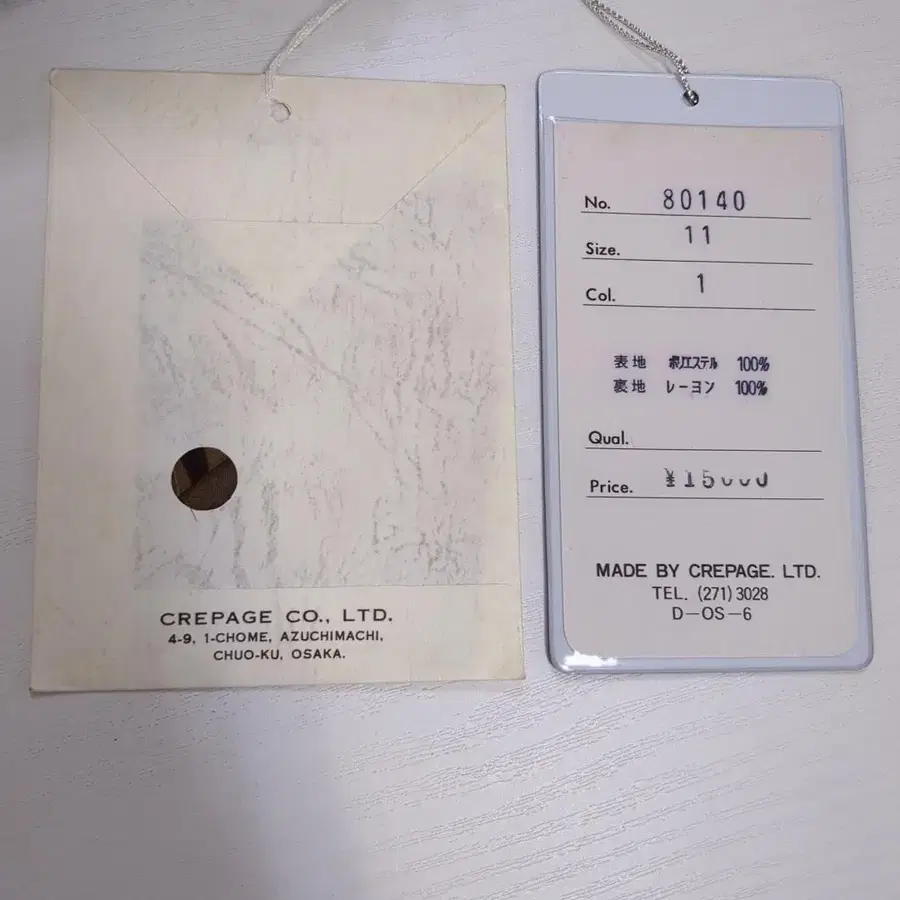 CREPAGE CO., LTD.
4-9, 1-CHOME, AZUCHIMACHI,
CHUO-KU, OSAKA.
No. 80140
Size. 11
Col. 1
表地 ポリエステル 100%
裏地 レーヨン 100%
Qual.
Price. ¥15000
MADE BY CREPAGE. LTD.
TEL. (271) 3028
D-OS-6